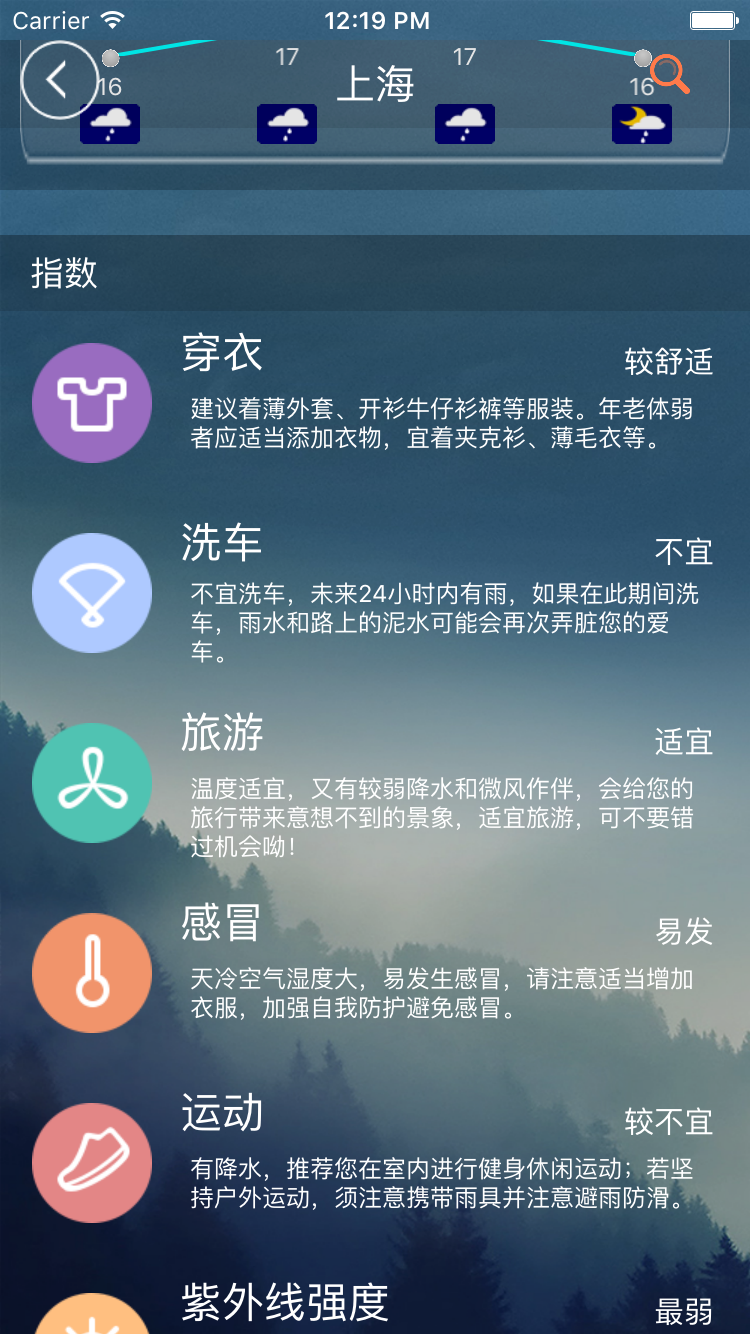 Carrier 12:19 PM
17 17
上海
16 16
指数
穿衣
较舒适
建议着薄外套、开衫牛仔衫裤等服装。年老体弱
者应适当添加衣物，宜着夹克衫、薄毛衣等。
洗车
不宜
不宜洗车，未来24小时内有雨，如果在此期间洗
车，雨水和路上的泥水可能会再次弄脏您的爱
车。
旅游
适宜
温度适宜，又有较弱降水和微风作伴，会给您的
旅行带来意想不到的景象，适宜旅游，可不要错
过机会呦！
感冒
易发
天冷空气湿度大，易发生感冒，请注意适当增加
衣服，加强自我防护避免感冒。
运动
较不宜
有降水，推荐您在室内进行健身休闲运动；若坚
持户外运动，须注意携带雨具并注意避雨防滑。
紫外线强度
最弱